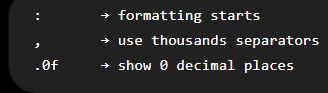 : → formatting starts
, → use thousands separators
.0f → show 0 decimal places